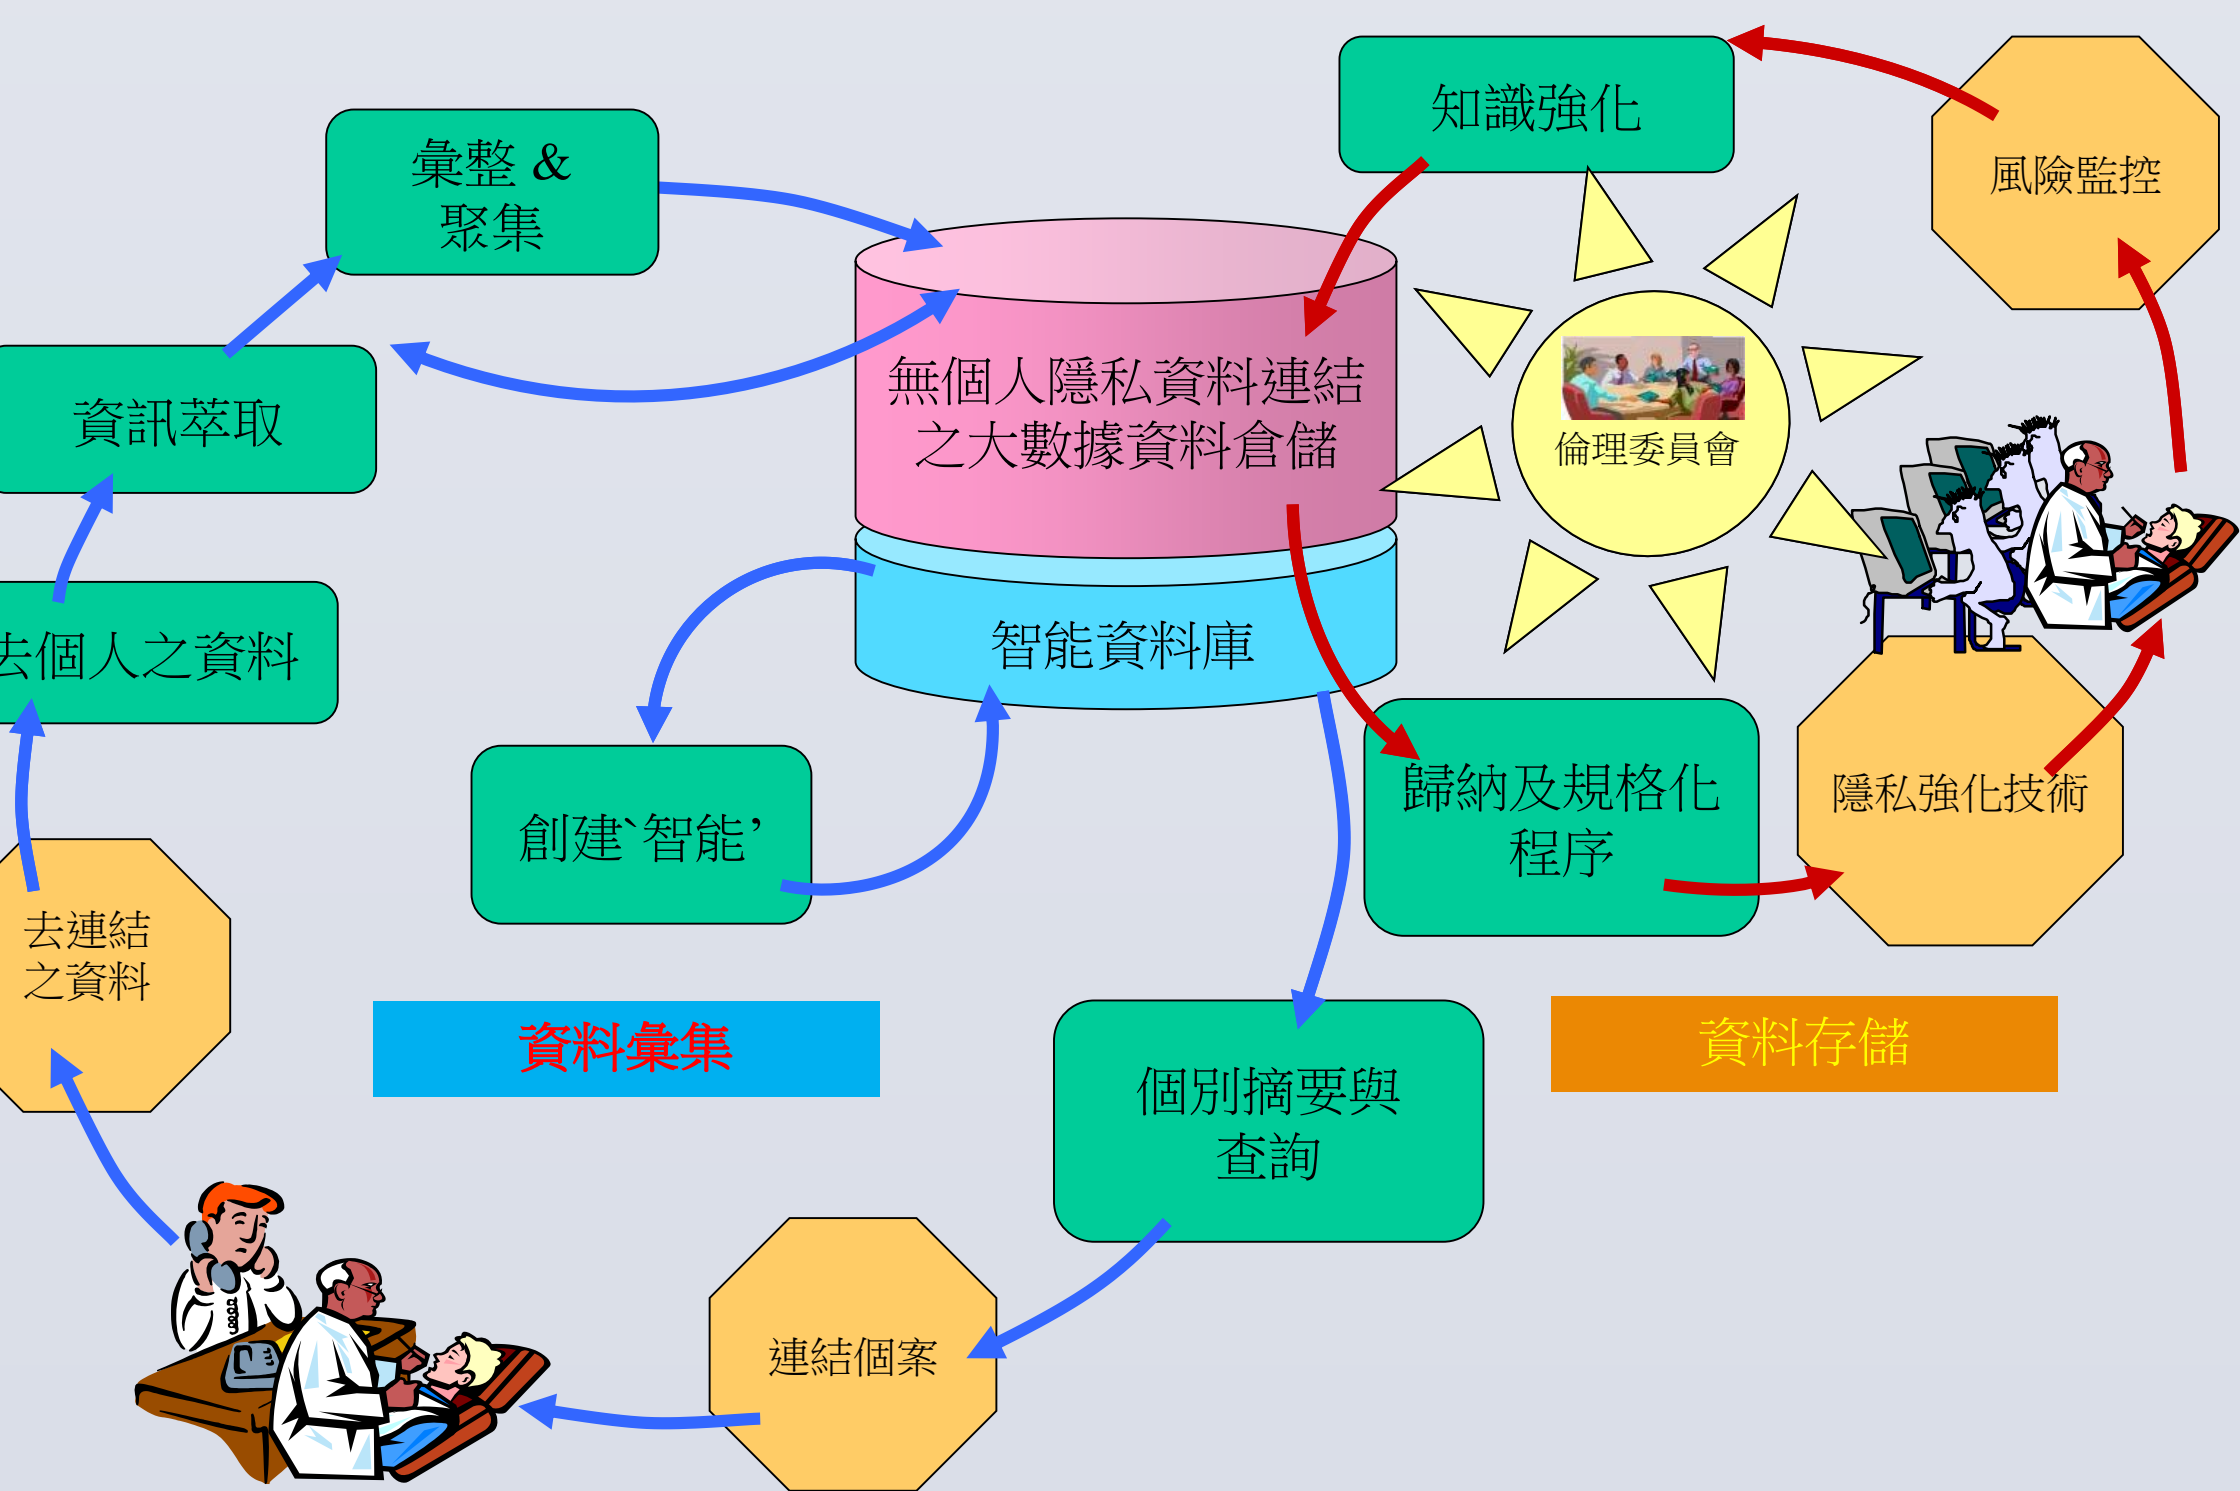 知識強化
風險監控
彙整 &
聚集
資訊萃取
無個人隱私資料連結
之大數據資料倉儲
倫理委員會
去個人之資料
智能資料庫
創建`智能’
歸納及規格化
程序
隱私強化技術
去連結
之資料
資料彙集
資料存儲
個別摘要與
查詢
連結個案